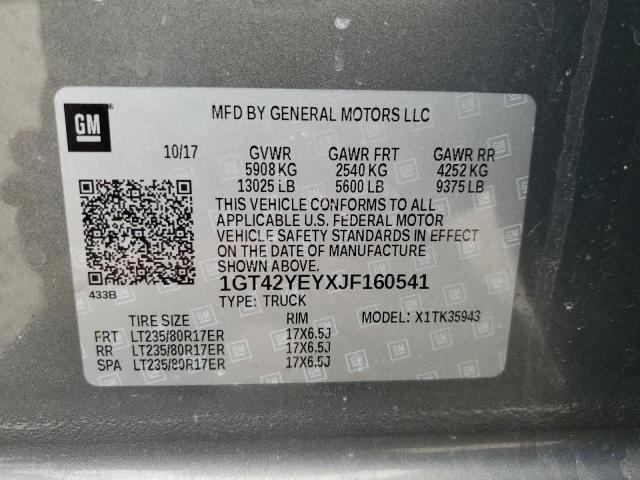 GM
MFD BY GENERAL MOTORS LLC
10/17 GVWR GAWR FRT GAWR RR
5908 KG 2540 KG 4252 KG
13025 LB 5600 LB 9375 LB
THIS VEHICLE CONFORMS TO ALL
APPLICABLE U.S. FEDERAL MOTOR
VEHICLE SAFETY STANDARDS IN EFFECT
ON THE DATE OF MANUFACTURE
SHOWN ABOVE.
433B
1GT42YEYXJF160541
TYPE: TRUCK
TIRE SIZE RIM MODEL: X1TK35943
FRT LT235/80R17ER 17X6.5J
RR LT235/80R17ER 17X6.5J
SPA LT235/80R17ER 17X6.5J